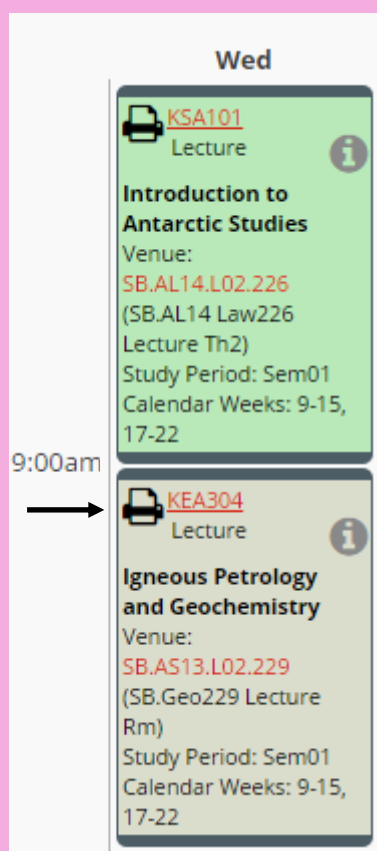 Wed
KSA101
Lecture
Introduction to
Antarctic Studies
Venue:
SB.AL14.L02.226
(SB.AL14 Law226
Lecture Th2)
Study Period: Sem01
Calendar Weeks: 9-15,
17-22
9:00am
KEA304
Lecture
Igneous Petrology
and Geochemistry
Venue:
SB.AS13.L02.229
(SB.Geo229 Lecture
Rm)
Study Period: Sem01
Calendar Weeks: 9-15,
17-22